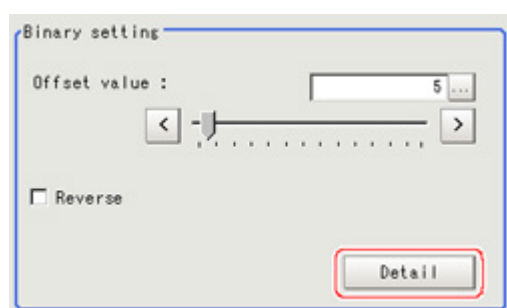 Binary setting
Offset value :
5 ...
< >
Reverse
Detail